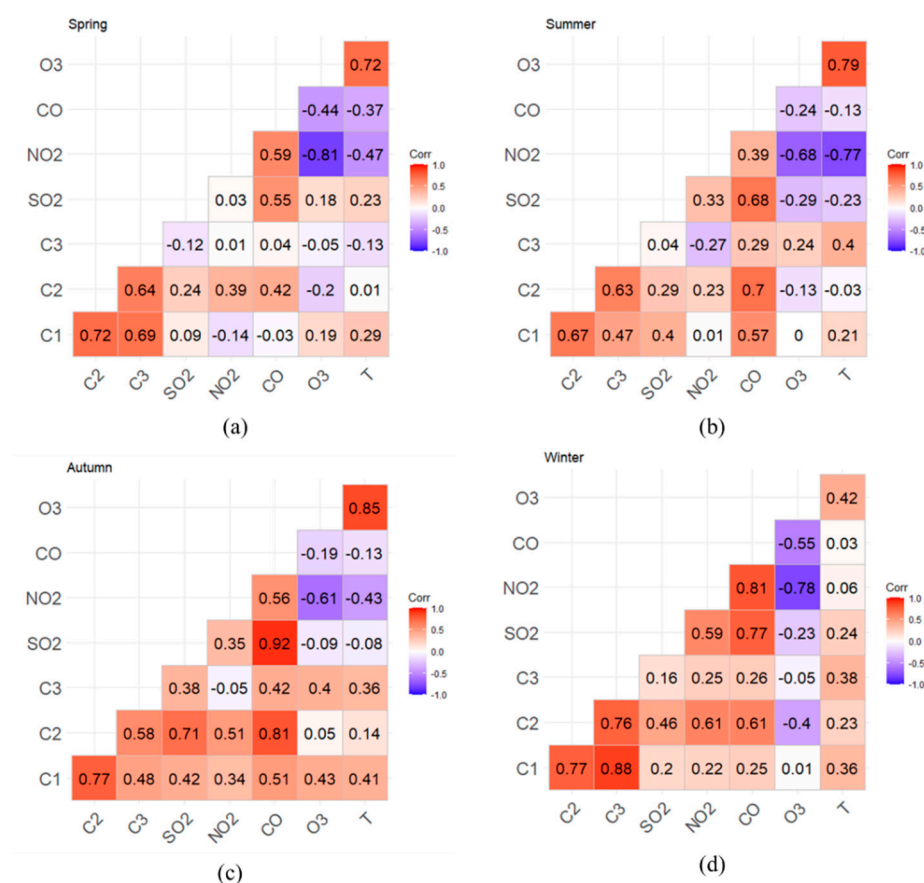 Spring
O3 0.72
CO -0.44 -0.37
NO2 0.59 -0.81 -0.47
SO2 0.03 0.55 0.18 0.23
C3 -0.12 0.01 0.04 -0.05 -0.13
C2 0.64 0.24 0.39 0.42 -0.2 0.01
C1 0.72 0.69 0.09 -0.14 -0.03 0.19 0.29
C2 C3 SO2 NO2 CO O3 T
Corr
1.0
0.5
0.0
-0.5
-1.0
(a)
Summer
O3 0.79
CO -0.24 -0.13
NO2 0.39 -0.68 -0.77
SO2 0.33 0.68 -0.29 -0.23
C3 0.04 -0.27 0.29 0.24 0.4
C2 0.63 0.29 0.23 0.7 -0.13 -0.03
C1 0.67 0.47 0.4 0.01 0.57 0 0.21
C2 C3 SO2 NO2 CO O3 T
Corr
1.0
0.5
0.0
-0.5
-1.0
(b)
Autumn
O3 0.85
CO -0.19 -0.13
NO2 0.56 -0.61 -0.43
SO2 0.35 0.92 -0.09 -0.08
C3 0.38 -0.05 0.42 0.4 0.36
C2 0.58 0.71 0.51 0.81 0.05 0.14
C1 0.77 0.48 0.42 0.34 0.51 0.43 0.41
C2 C3 SO2 NO2 CO O3 T
Corr
1.0
0.5
0.0
-0.5
-1.0
(c)
Winter
O3 0.42
CO -0.55 0.03
NO2 0.81 -0.78 0.06
SO2 0.59 0.77 -0.23 0.24
C3 0.16 0.25 0.26 -0.05 0.38
C2 0.76 0.46 0.61 0.61 -0.4 0.23
C1 0.77 0.88 0.2 0.22 0.25 0.01 0.36
C2 C3 SO2 NO2 CO O3 T
Corr
1.0
0.5
0.0
-0.5
-1.0
(d)